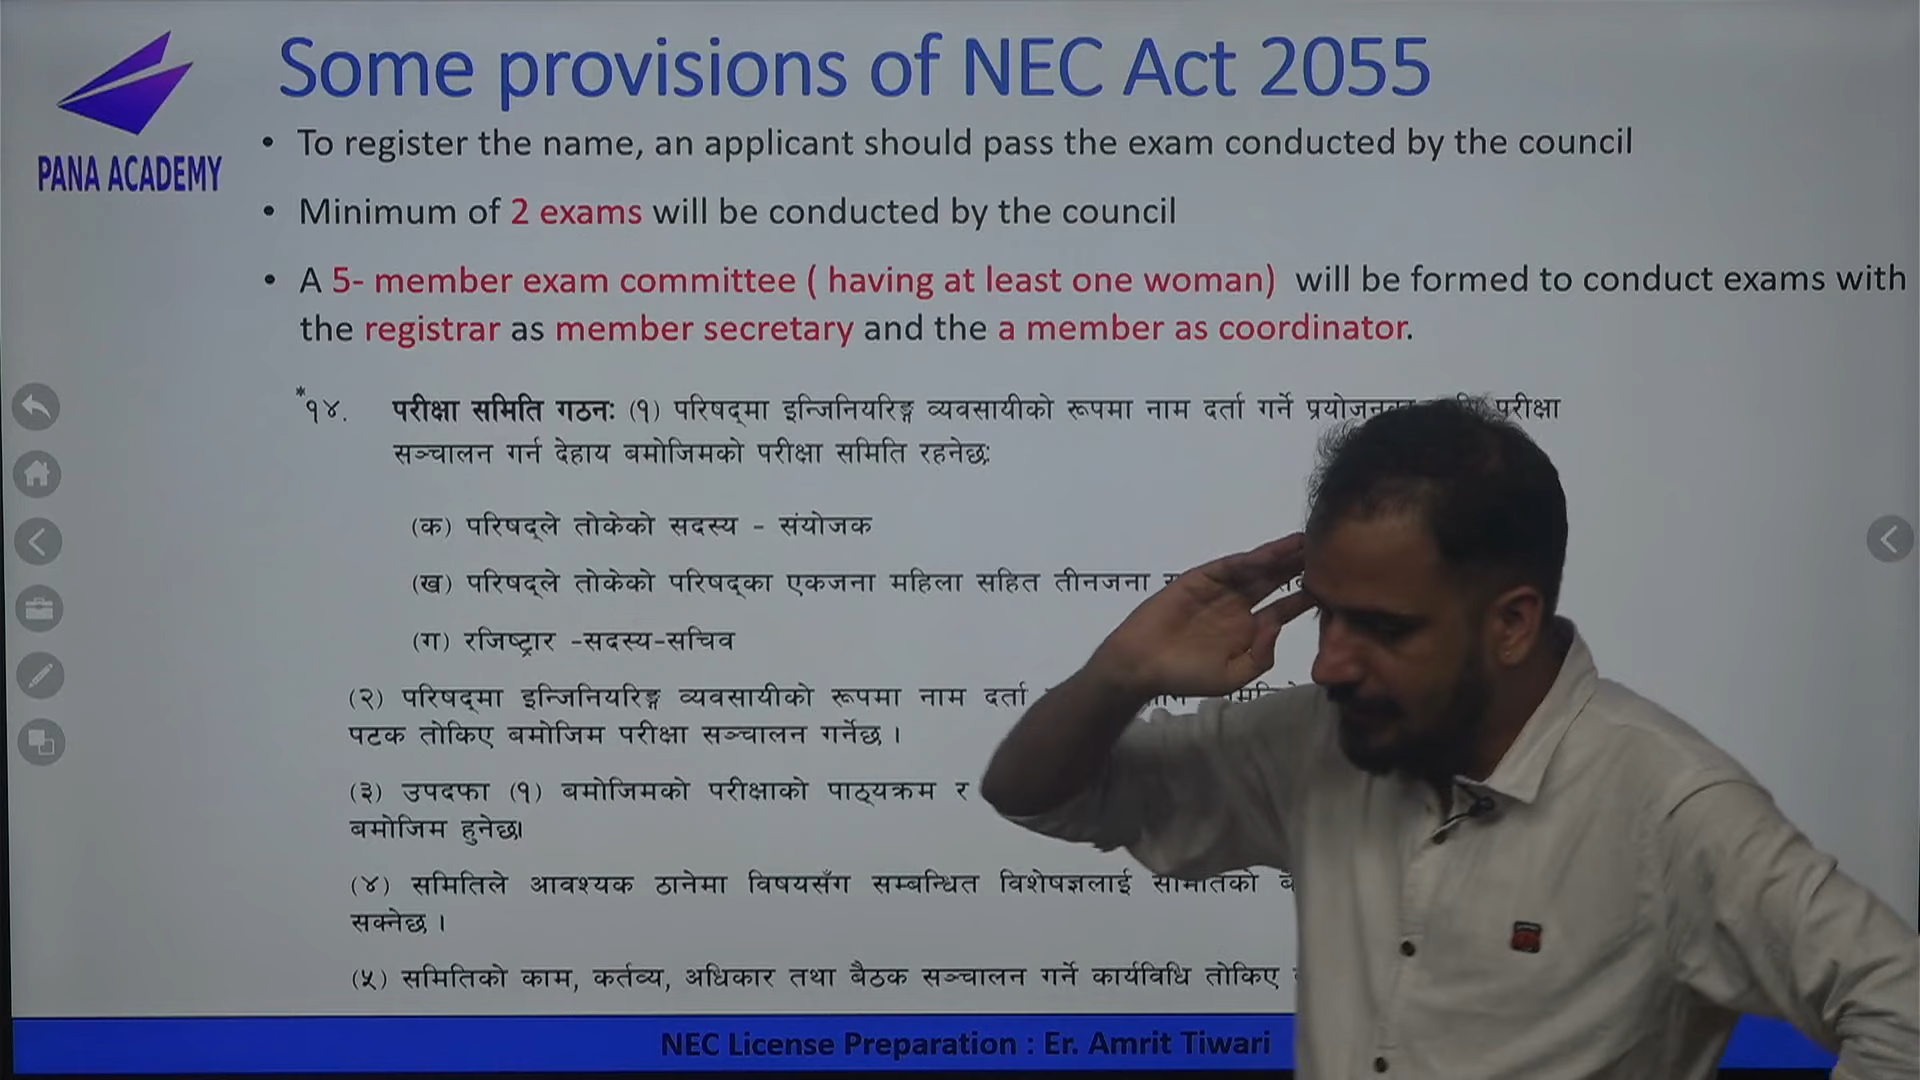 PANA ACADEMY
Some provisions of NEC Act 2055
• To register the name, an applicant should pass the exam conducted by the council
• Minimum of 2 exams will be conducted by the council
• A 5- member exam committee ( having at least one woman) will be formed to conduct exams with
the registrar as member secretary and the a member as coordinator.
*१४. परीक्षा समिति गठनः (१) परिषद्मा इन्जिनियरिङ्ग व्यवसायीको रूपमा नाम दर्ता गर्ने परीक्षा
सञ्चालन गर्न देहाय बमोजिमको परीक्षा समिति रहनेछः
(क) परिषद्ले तोकेको सदस्य - संयोजक
(ख) परिषद्ले तोकेको परिषद्का एकजना महिला सहित तीनजना
(ग) रजिष्ट्रार -सदस्य-सचिव
(२) परिषद्मा इन्जिनियरिङ्ग व्यवसायीको रूपमा नाम दर्ता
पटक तोकिए बमोजिम परीक्षा सञ्चालन गर्नेछ ।
(३) उपदफा (१) बमोजिमको परीक्षाको पाठ्यक्रम र
बमोजिम हुनेछ।
(४) समितिले आवश्यक ठानेमा विषयसँग सम्बन्धित विशेषज्ञलाई समितिको
सक्नेछ ।
(५) समितिको काम, कर्तव्य, अधिकार तथा बैठक सञ्चालन गर्ने कार्यविधि तोकिए
NEC License Preparation : Er. Amrit Tiwari